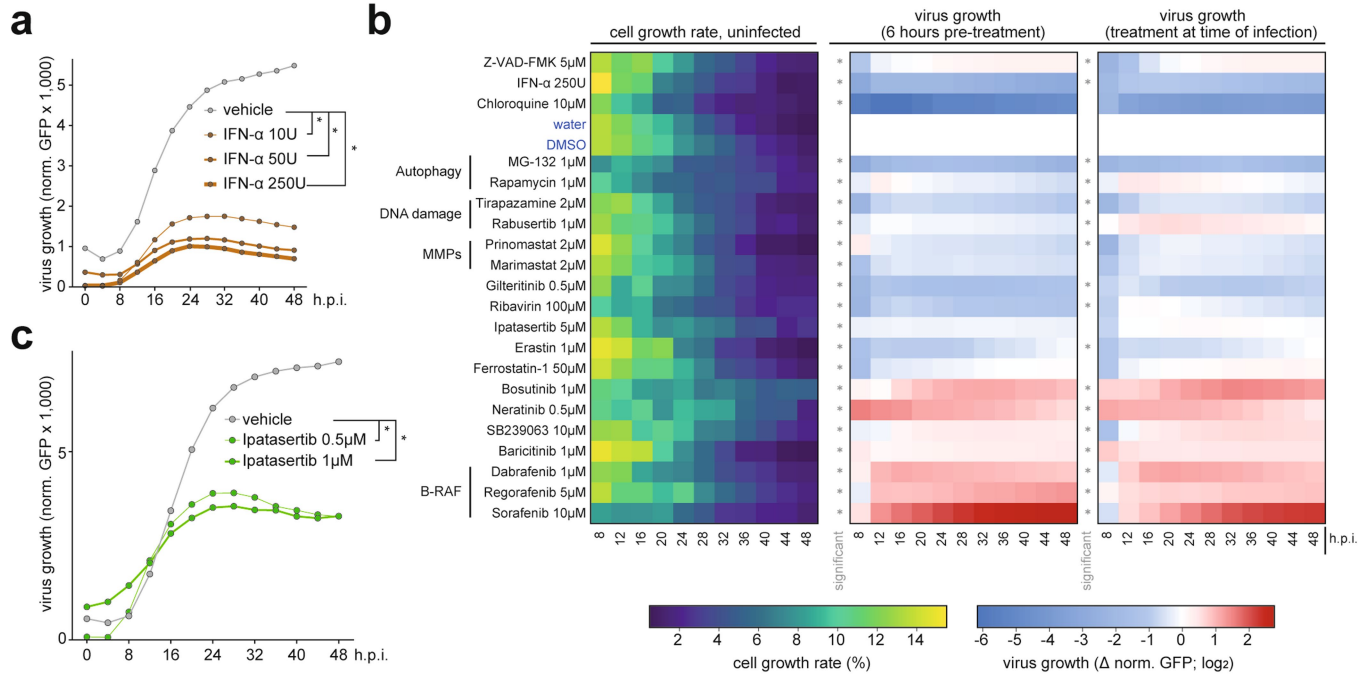 a
virus growth (norm. GFP x 1,000)
5
4
3
2
1
0
vehicle
IFN-α 10U
IFN-α 50U
IFN-α 250U
*
*
*
0 8 16 24 32 40 48 h.p.i.
b
cell growth rate, uninfected
virus growth
(6 hours pre-treatment)
virus growth
(treatment at time of infection)
Z-VAD-FMK 5µM
IFN-α 250U
Chloroquine 10µM
water
DMSO
Autophagy
MG-132 1µM
Rapamycin 1µM
DNA damage
Tirapazamine 2µM
Rabusertib 1µM
MMPs
Prinomastat 2µM
Marimastat 2µM
Gilteritinib 0.5µM
Ribavirin 100µM
Ipatasertib 5µM
Erastin 1µM
Ferrostatin-1 50µM
Bosutinib 1µM
Neratinib 0.5µM
SB239063 10µM
Baricitinib 1µM
B-RAF
Dabrafenib 1µM
Regorafenib 5µM
Sorafenib 10µM
8 12 16 20 24 28 32 36 40 44 48
significant
8 12 16 20 24 28 32 36 40 44 48
significant
8 12 16 20 24 28 32 36 40 44 48 h.p.i.
2 4 6 8 10 12 14
cell growth rate (%)
-6 -5 -4 -3 -2 -1 0 1 2
virus growth (Δ norm. GFP; log₂)
c
virus growth (norm. GFP x 1,000)
5
0
vehicle
Ipatasertib 0.5µM
Ipatasertib 1µM
*
*
0 8 16 24 32 40 48 h.p.i.